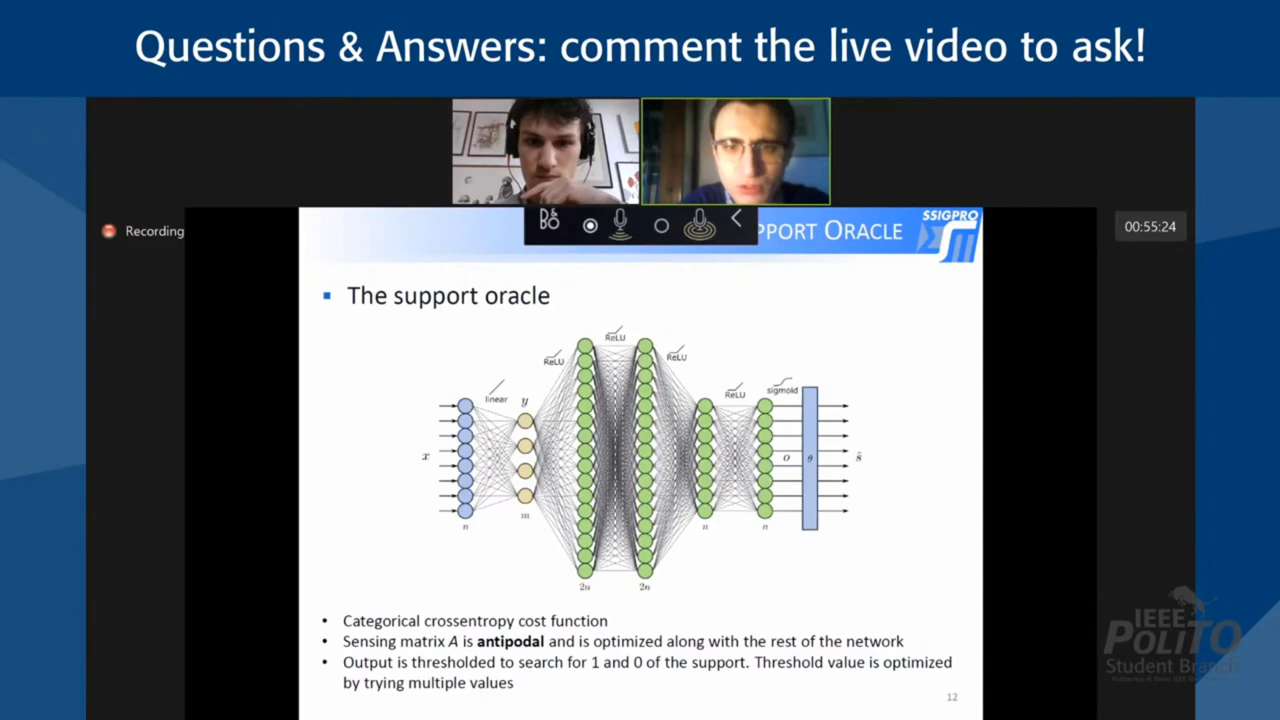 Questions & Answers: comment the live video to ask!
Recording
B&O
PPORT ORACLE
SSIGPRO
00:55:24
▪ The support oracle
ReLU
ReLU
ReLU
linear
y
ReLU
sigmoid
x
o
θ
ŝ
m
n
n
n
2n
2n
• Categorical crossentropy cost function
• Sensing matrix A is antipodal and is optimized along with the rest of the network
• Output is thresholded to search for 1 and 0 of the support. Threshold value is optimized
by trying multiple values
12
IEEE
POLITO
Student Branch